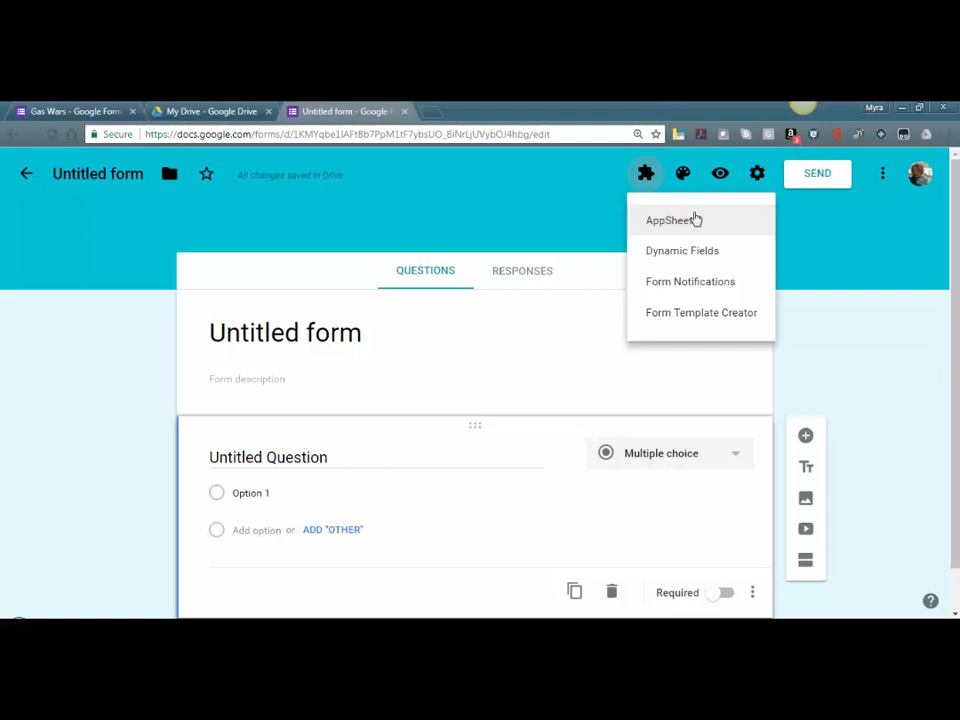 Gas Wars - Google Form
My Drive - Google Drive
Untitled form - Google
Myra
Secure
https://docs.google.com/forms/d/1KMYqbe1IAFtBb7PpM1tF7ybsUO_BiNrLjUVybOJ4hbg/edit
Untitled form
All changes saved in Drive
SEND
AppSheet
Dynamic Fields
Form Notifications
Form Template Creator
QUESTIONS
RESPONSES
Untitled form
Form description
Untitled Question
Multiple choice
Option 1
Add option or ADD "OTHER"
Required